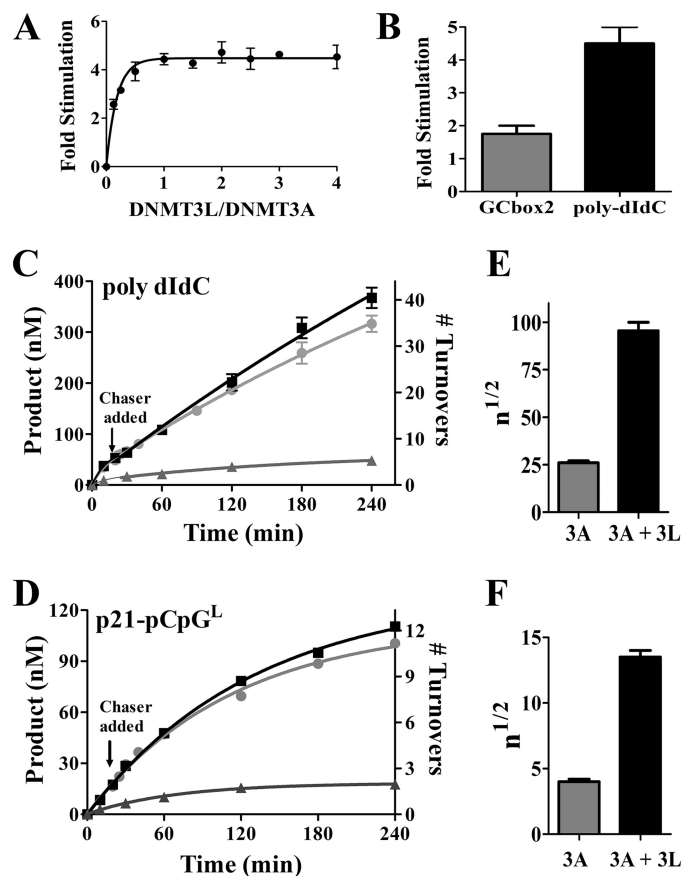 A
Fold Stimulation
6
4
2
0
0 1 2 3 4
DNMT3L/DNMT3A
B
Fold Stimulation
5
4
3
2
1
0
GCbox2 poly-dIdC
C
poly dIdC
Product (nM)
400
300
200
100
0
Chaser
added
0 60 120 180 240
Time (min)
40
30
20
10
0
# Turnovers
E
n1/2
100
75
50
25
0
3A 3A + 3L
D
p21-pCpGL
Product (nM)
120
90
60
30
0
Chaser
added
0 60 120 180 240
Time (min)
12
9
6
3
0
# Turnovers
F
n1/2
15
10
5
0
3A 3A + 3L